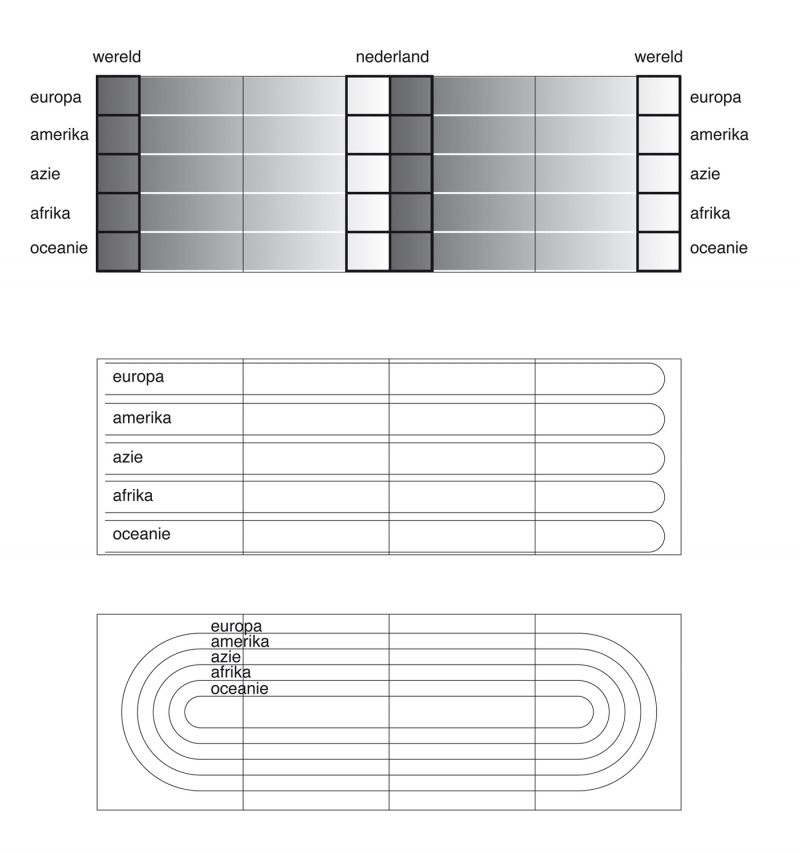 wereld nederland wereld
europa europa
amerika amerika
azie azie
afrika afrika
oceanie oceanie
europa
amerika
azie
afrika
oceanie
europa
amerika
azie
afrika
oceanie